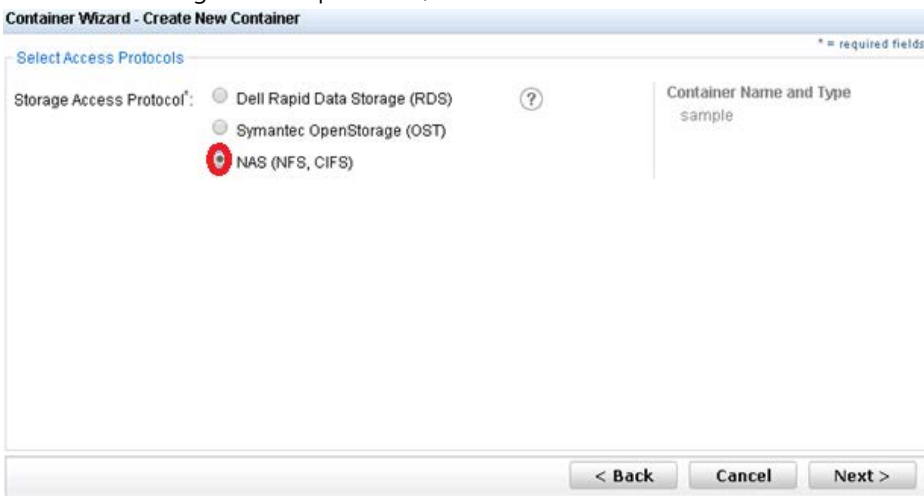 Container Wizard - Create New Container
* = required fields
Select Access Protocols
Storage Access Protocol*:
Dell Rapid Data Storage (RDS)
?
Symantec OpenStorage (OST)
NAS (NFS, CIFS)
Container Name and Type
sample
< Back
Cancel
Next >